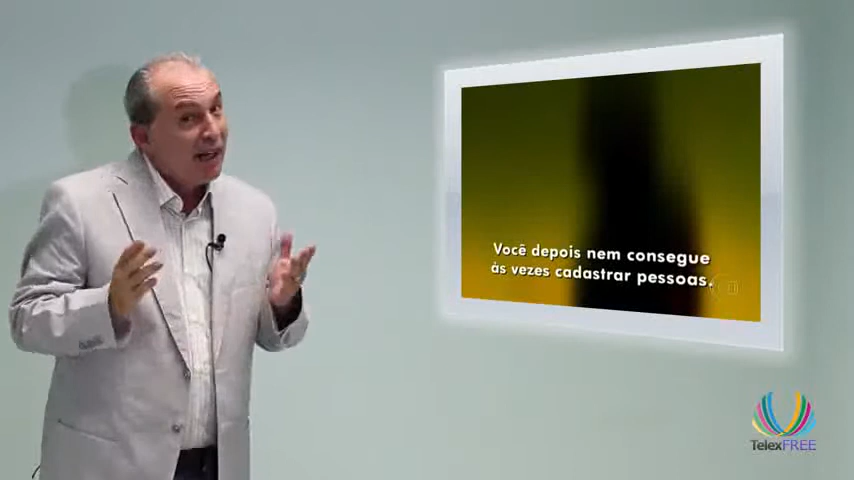 Você depois nem consegue
às vezes cadastrar pessoas.
TelexFREE